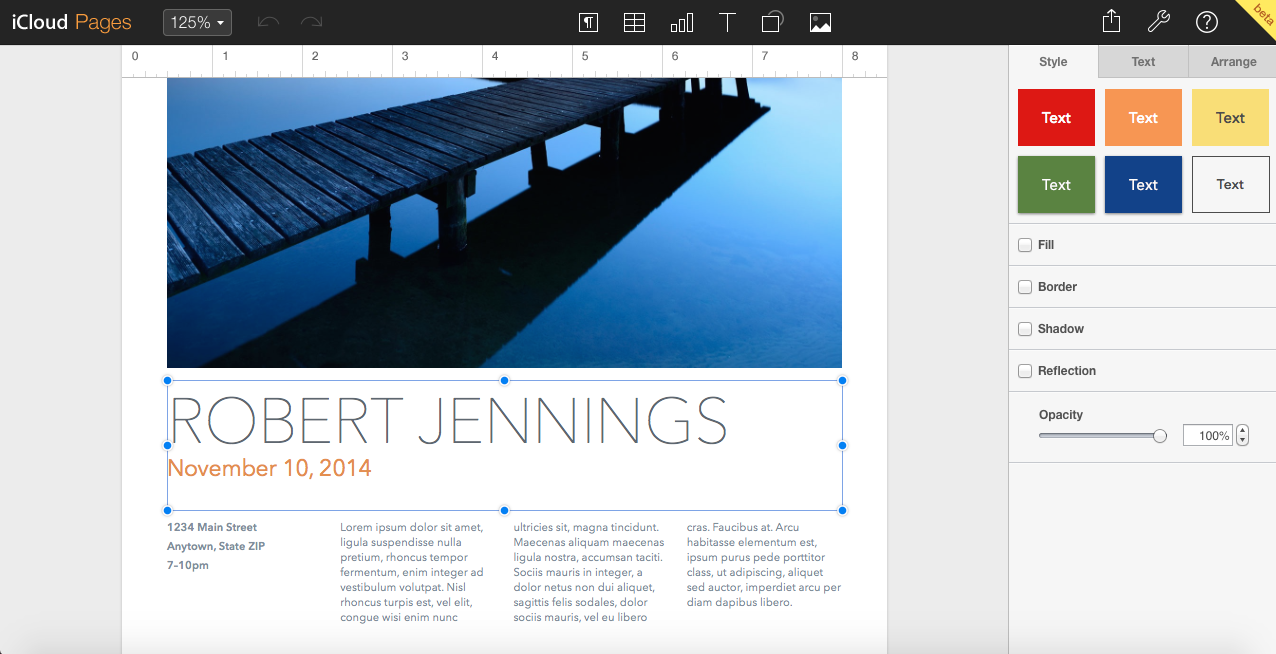 iCloud Pages
125%
beta
0 1 2 3 4 5 6 7 8
Style Text Arrange
Text Text Text
Text Text Text
Fill
Border
Shadow
Reflection
Opacity
100%
ROBERT JENNINGS
November 10, 2014
1234 Main Street
Anytown, State ZIP
7–10pm
Lorem ipsum dolor sit amet,
ligula suspendisse nulla
pretium, rhoncus tempor
fermentum, enim integer ad
vestibulum volutpat. Nisl
rhoncus turpis est, vel elit,
congue wisi enim nunc
ultricies sit, magna tincidunt.
Maecenas aliquam maecenas
ligula nostra, accumsan taciti.
Sociis mauris in integer, a
dolor netus non dui aliquet,
sagittis felis sodales, dolor
sociis mauris, vel eu libero
cras. Faucibus at. Arcu
habitasse elementum est,
ipsum purus pede porttitor
class, ut adipiscing, aliquet
sed auctor, imperdiet arcu per
diam dapibus libero.